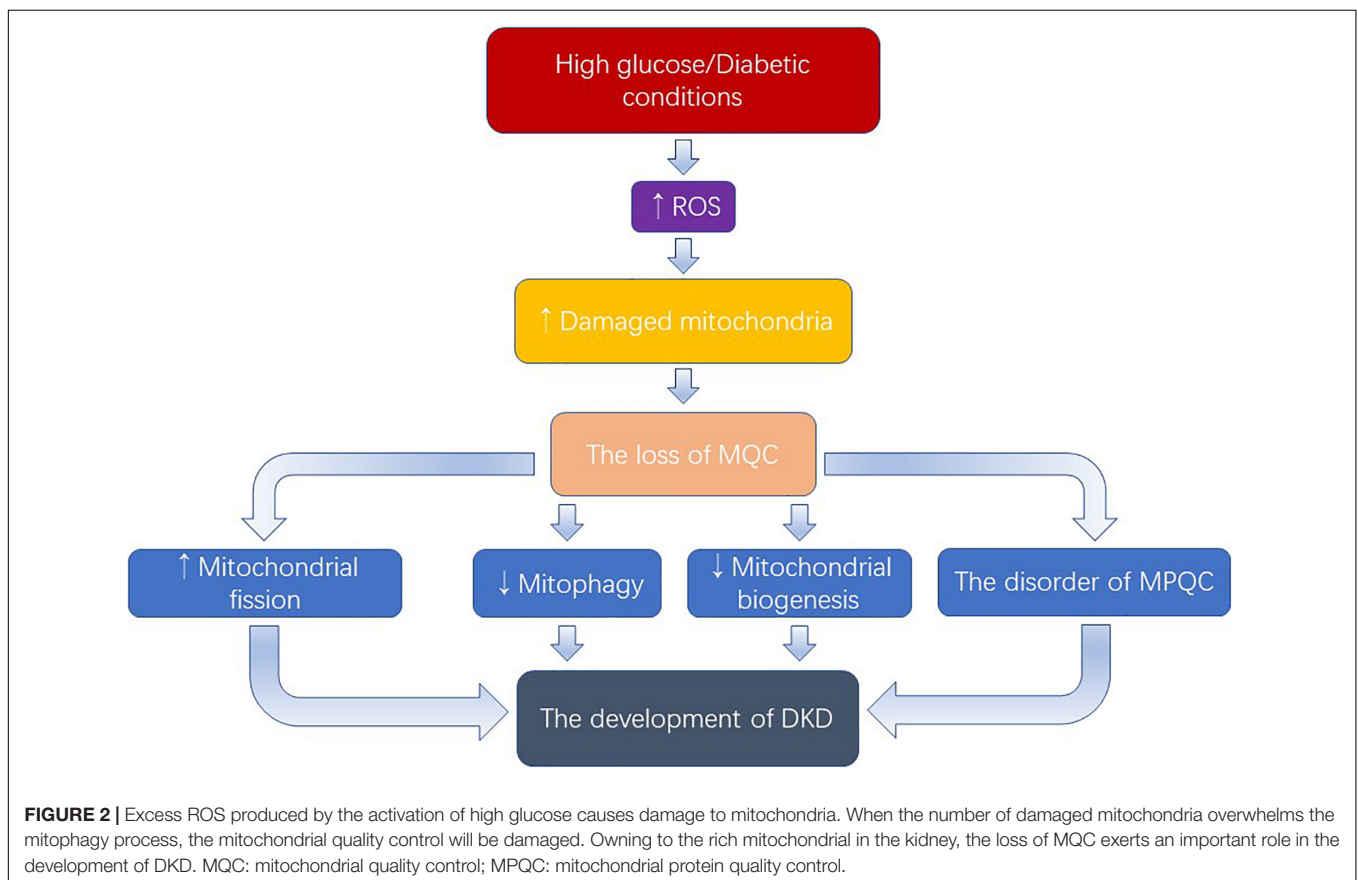 High glucose/Diabetic
conditions
↑ ROS
↑ Damaged mitochondria
The loss of MQC
↑ Mitochondrial
fission
↓ Mitophagy
↓ Mitochondrial
biogenesis
The disorder of MPQC
The development of DKD
FIGURE 2 | Excess ROS produced by the activation of high glucose causes damage to mitochondria. When the number of damaged mitochondria overwhelms the
mitophagy process, the mitochondrial quality control will be damaged. Owning to the rich mitochondrial in the kidney, the loss of MQC exerts an important role in the
development of DKD. MQC: mitochondrial quality control; MPQC: mitochondrial protein quality control.